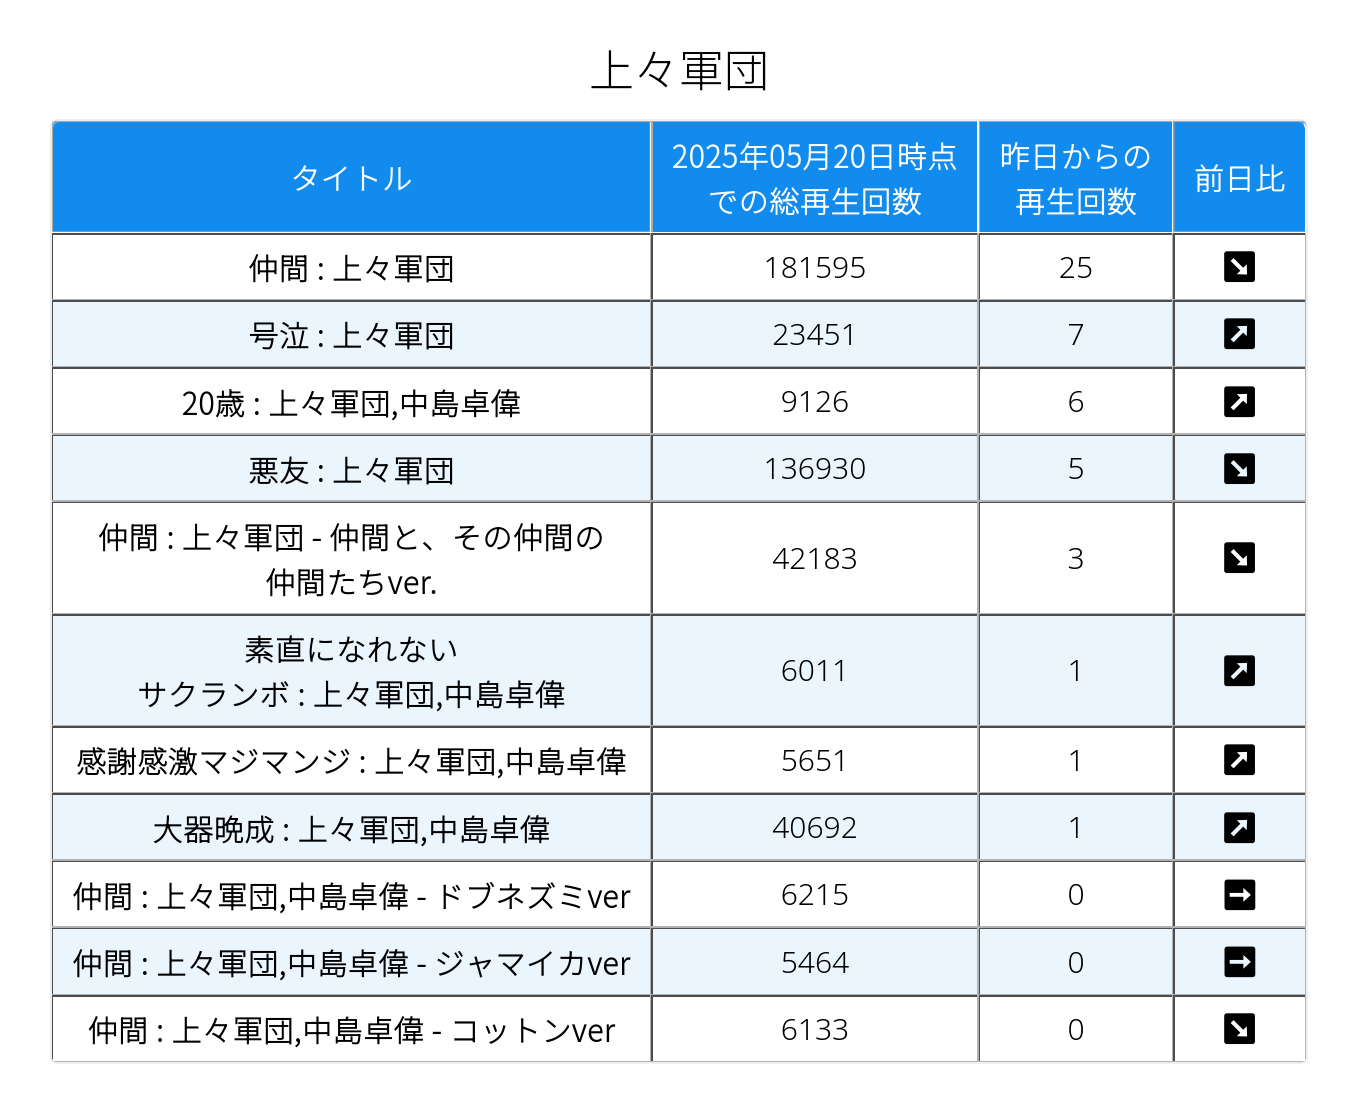 上々軍団
タイトル
2025年05月20日時点
での総再生回数
昨日からの
再生回数
前日比
仲間 : 上々軍団
181595
25
↘
号泣 : 上々軍団
23451
7
↗
20歳 : 上々軍団,中島卓偉
9126
6
↗
悪友 : 上々軍団
136930
5
↘
仲間 : 上々軍団 - 仲間と、その仲間の
仲間たちver.
42183
3
↘
素直になれない
サクランボ : 上々軍団,中島卓偉
6011
1
↗
感謝感激マジマンジ : 上々軍団,中島卓偉
5651
1
↗
大器晩成 : 上々軍団,中島卓偉
40692
1
↗
仲間 : 上々軍団,中島卓偉 - ドブネズミver
6215
0
→
仲間 : 上々軍団,中島卓偉 - ジャマイカver
5464
0
→
仲間 : 上々軍団,中島卓偉 - コットンver
6133
0
↘